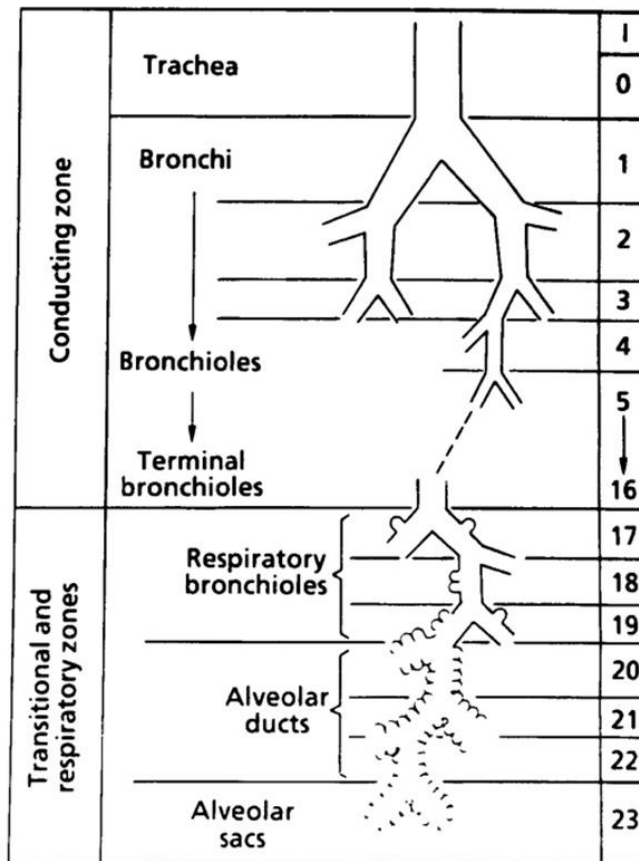 Conducting zone
Trachea
I
0
Bronchi
1
2
3
4
Bronchioles
5
Terminal
bronchioles
16
Transitional and
respiratory zones
Respiratory
bronchioles
17
18
19
Alveolar
ducts
20
21
22
Alveolar
sacs
23